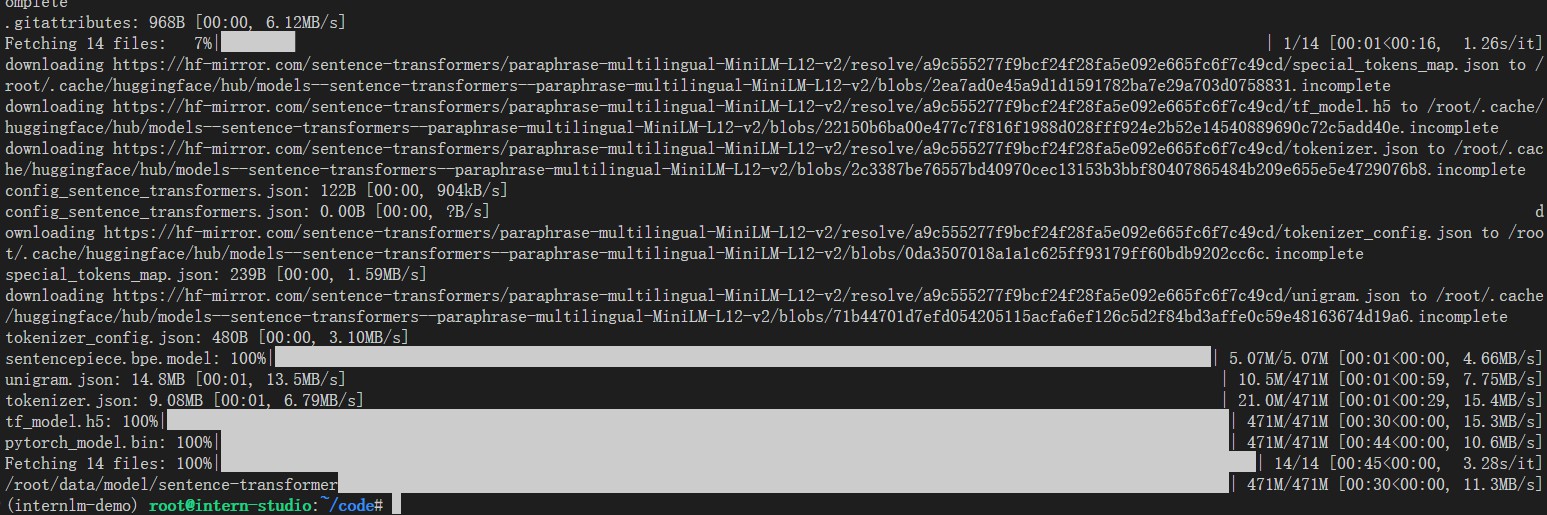 omplete
.gitattributes: 968B [00:00, 6.12MB/s]
Fetching 14 files:   7%| | 1/14 [00:01<00:16,  1.26s/it]
downloading https://hf-mirror.com/sentence-transformers/paraphrase-multilingual-MiniLM-L12-v2/resolve/a9c555277f9bcf24f28fa5e092e665fc6f7c49cd/special_tokens_map.json to /
root/.cache/huggingface/hub/models--sentence-transformers--paraphrase-multilingual-MiniLM-L12-v2/blobs/2ea7ad0e45a9d1d1591782ba7e29a703d0758831.incomplete
downloading https://hf-mirror.com/sentence-transformers/paraphrase-multilingual-MiniLM-L12-v2/resolve/a9c555277f9bcf24f28fa5e092e665fc6f7c49cd/tf_model.h5 to /root/.cache/
huggingface/hub/models--sentence-transformers--paraphrase-multilingual-MiniLM-L12-v2/blobs/22150b6ba00e477c7f816f1988d028fff924e2b52e14540889690c72c5add40e.incomplete
downloading https://hf-mirror.com/sentence-transformers/paraphrase-multilingual-MiniLM-L12-v2/resolve/a9c555277f9bcf24f28fa5e092e665fc6f7c49cd/tokenizer.json to /root/.cac
he/huggingface/hub/models--sentence-transformers--paraphrase-multilingual-MiniLM-L12-v2/blobs/2c3387be76557bd40970cec13153b3bbf80407865484b209e655e5e4729076b8.incomplete
config_sentence_transformers.json: 122B [00:00, 904kB/s]
config_sentence_transformers.json: 0.00B [00:00, ?B/s] d
ownloading https://hf-mirror.com/sentence-transformers/paraphrase-multilingual-MiniLM-L12-v2/resolve/a9c555277f9bcf24f28fa5e092e665fc6f7c49cd/tokenizer_config.json to /roo
t/.cache/huggingface/hub/models--sentence-transformers--paraphrase-multilingual-MiniLM-L12-v2/blobs/0da3507018a1a1c625ff93179ff60bdb9202cc6c.incomplete
special_tokens_map.json: 239B [00:00, 1.59MB/s]
downloading https://hf-mirror.com/sentence-transformers/paraphrase-multilingual-MiniLM-L12-v2/resolve/a9c555277f9bcf24f28fa5e092e665fc6f7c49cd/unigram.json to /root/.cache
/huggingface/hub/models--sentence-transformers--paraphrase-multilingual-MiniLM-L12-v2/blobs/71b44701d7efd054205115acfa6ef126c5d2f84bd3affe0c59e48163674d19a6.incomplete
tokenizer_config.json: 480B [00:00, 3.10MB/s]
sentencepiece.bpe.model: 100%| | 5.07M/5.07M [00:01<00:00, 4.66MB/s]
unigram.json: 14.8MB [00:01, 13.5MB/s] | 10.5M/471M [00:01<00:59, 7.75MB/s]
tokenizer.json: 9.08MB [00:01, 6.79MB/s] | 21.0M/471M [00:01<00:29, 15.4MB/s]
tf_model.h5: 100%| | 471M/471M [00:30<00:00, 15.3MB/s]
pytorch_model.bin: 100%| | 471M/471M [00:44<00:00, 10.6MB/s]
Fetching 14 files: 100%| | 14/14 [00:45<00:00,  3.28s/it]
/root/data/model/sentence-transformer | 471M/471M [00:30<00:00, 11.3MB/s]
(internlm-demo) root@intern-studio:~/code#